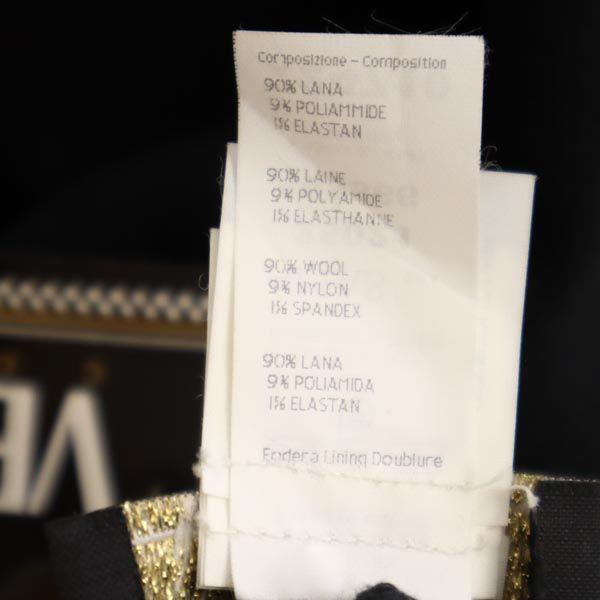 Composizione - Composition
90% LANA
9% POLIAMMIDE
1% ELASTAN
90% LAINE
9% POLYAMIDE
1% ELASTHANNE
90% WOOL
9% NYLON
1% SPANDEX
90% LANA
9% POLIAMIDA
1% ELASTAN
Fodera Lining Doublure